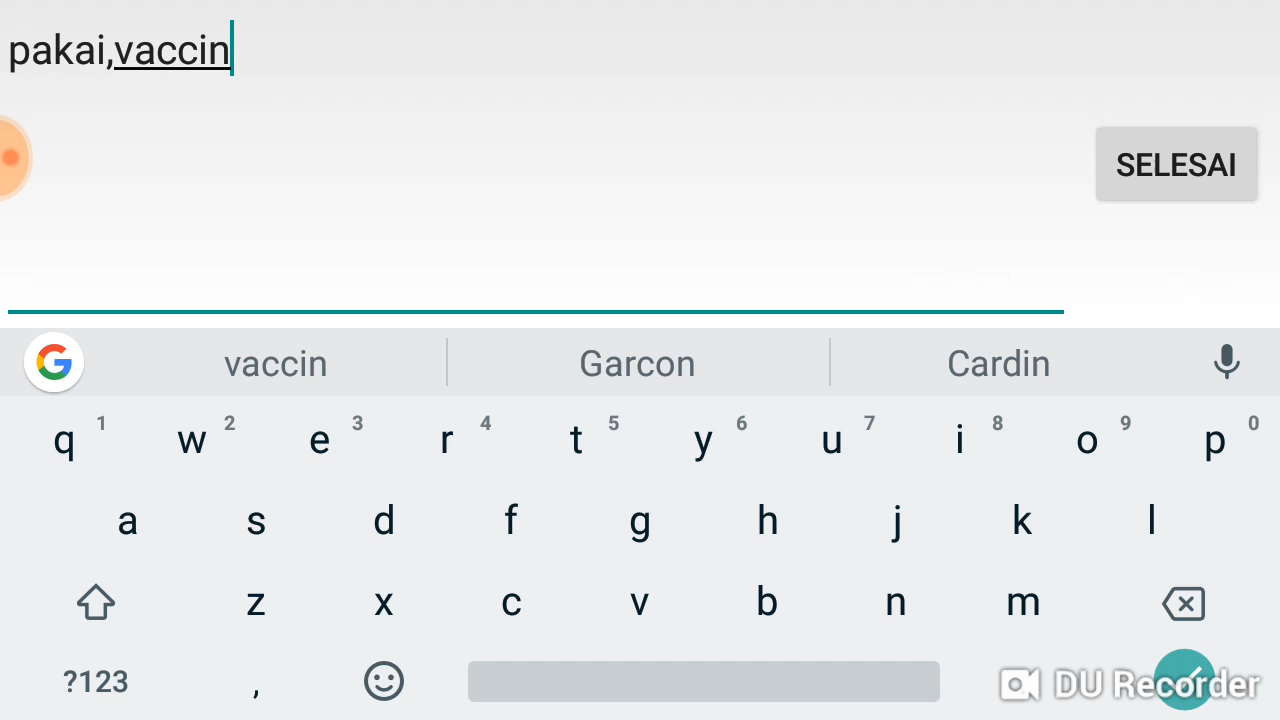 pakai,vaccin
SELESAI
vaccin Garcon Cardin
q 1 w 2 e 3 r 4 t 5 y 6 u 7 i 8 o 9 p 0
a s d f g h j k l
z x c v b n m
?123 , DU Recorder